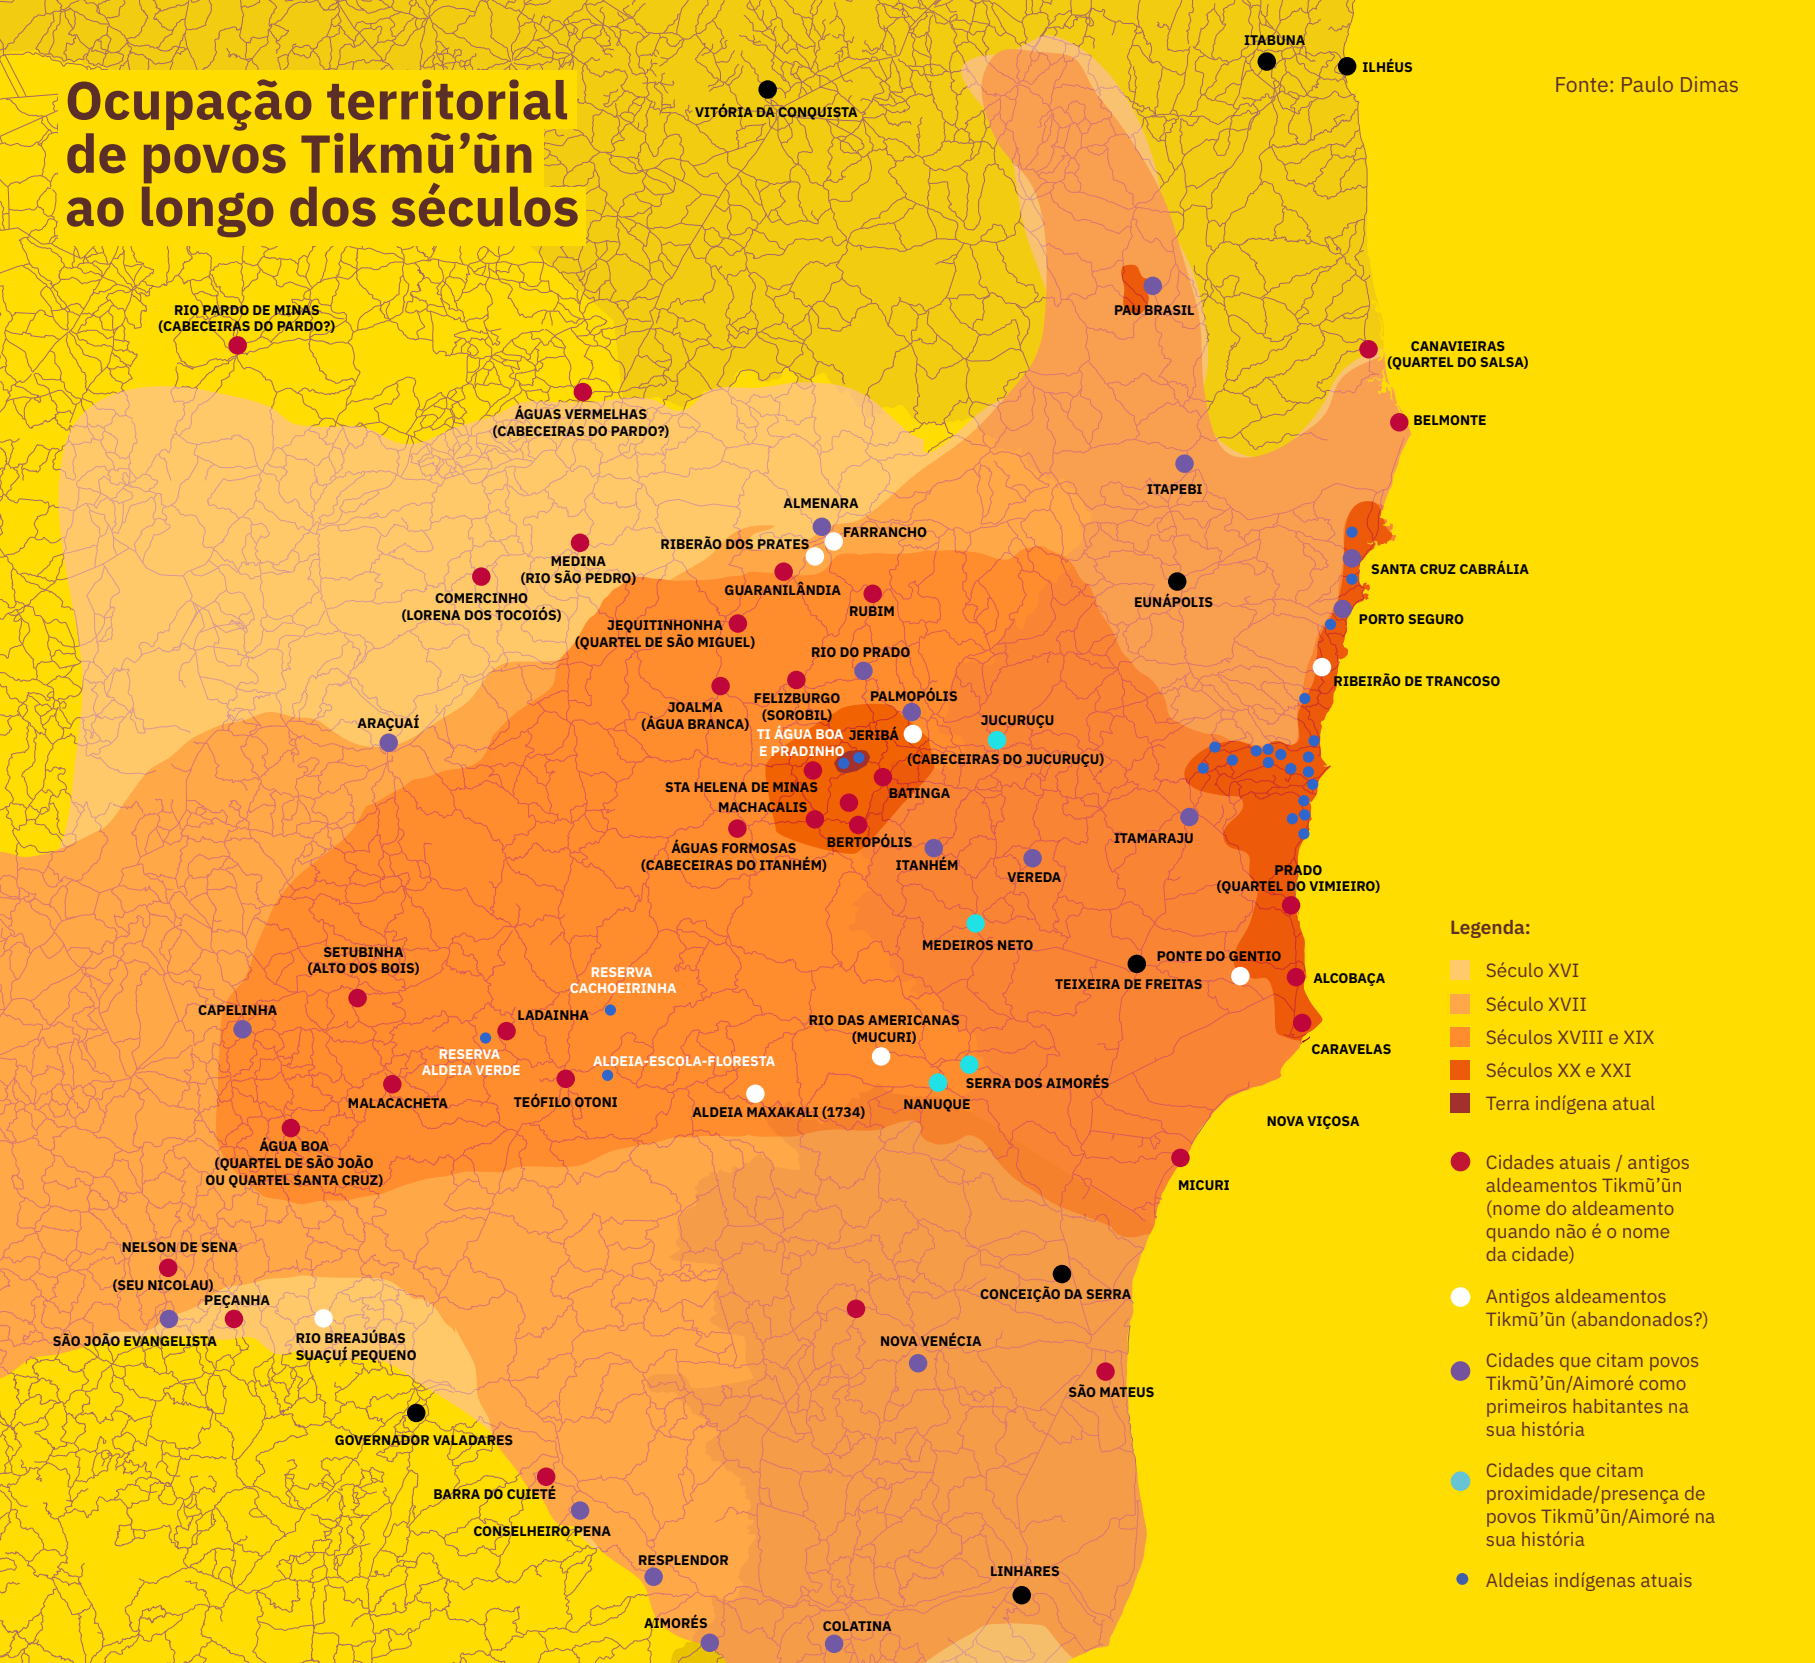 Ocupação territorial
de povos Tikmũ’ũn
ao longo dos séculos
Fonte: Paulo Dimas
ITABUNA
ILHÉUS
VITÓRIA DA CONQUISTA
RIO PARDO DE MINAS
(CABECEIRAS DO PARDO?)
PAU BRASIL
CANAVIEIRAS
(QUARTEL DO SALSA)
ÁGUAS VERMELHAS
(CABECEIRAS DO PARDO?)
BELMONTE
ITAPEBI
ALMENARA
FARRANCHO
RIBERÃO DOS PRATES
MEDINA
(RIO SÃO PEDRO)
SANTA CRUZ CABRÁLIA
COMERCINHO
(LORENA DOS TOCOIÓS)
GUARANILÂNDIA
RUBIM
EUNÁPOLIS
PORTO SEGURO
JEQUITINHONHA
(QUARTEL DE SÃO MIGUEL)
RIO DO PRADO
RIBEIRÃO DE TRANCOSO
FELIZBURGO
(SOROBIL)
PALMOPÓLIS
JOALMA
(ÁGUA BRANCA)
ARAÇUAÍ
JUCURUÇU
(CABECEIRAS DO JUCURUÇU)
TI ÁGUA BOA
E PRADINHO
JERIBÁ
STA HELENA DE MINAS
BATINGA
MACHACALIS
ÁGUAS FORMOSAS
(CABECEIRAS DO ITANHÉM)
BERTOPÓLIS
ITANHÉM
ITAMARAJU
VEREDA
PRADO
(QUARTEL DO VIMIEIRO)
MEDEIROS NETO
SETUBINHA
(ALTO DOS BOIS)
PONTE DO GENTIO
TEIXEIRA DE FREITAS
ALCOBAÇA
RESERVA
CACHOEIRINHA
CAPELINHA
LADAINHA
RIO DAS AMERICANAS
(MUCURI)
CARAVELAS
RESERVA
ALDEIA VERDE
ALDEIA-ESCOLA-FLORESTA
SERRA DOS AIMORÉS
MALACACHETA
TEÓFILO OTONI
ALDEIA MAXAKALI (1734)
NANUQUE
NOVA VIÇOSA
ÁGUA BOA
(QUARTEL DE SÃO JOÃO
OU QUARTEL SANTA CRUZ)
MICURI
NELSON DE SENA
(SEU NICOLAU)
PEÇANHA
SÃO JOÃO EVANGELISTA
RIO BREAJÚBAS
SUAÇUÍ PEQUENO
CONCEIÇÃO DA SERRA
NOVA VENÉCIA
SÃO MATEUS
GOVERNADOR VALADARES
BARRA DO CUIETÉ
CONSELHEIRO PENA
RESPLENDOR
LINHARES
AIMORÉS
COLATINA
Legenda:
Século XVI
Século XVII
Séculos XVIII e XIX
Séculos XX e XXI
Terra indígena atual
Cidades atuais / antigos
aldeamentos Tikmũ’ũn
(nome do aldeamento
quando não é o nome
da cidade)
Antigos aldeamentos
Tikmũ’ũn (abandonados?)
Cidades que citam povos
Tikmũ’ũn/Aimoré como
primeiros habitantes na
sua história
Cidades que citam
proximidade/presença de
povos Tikmũ’ũn/Aimoré na
sua história
Aldeias indígenas atuais